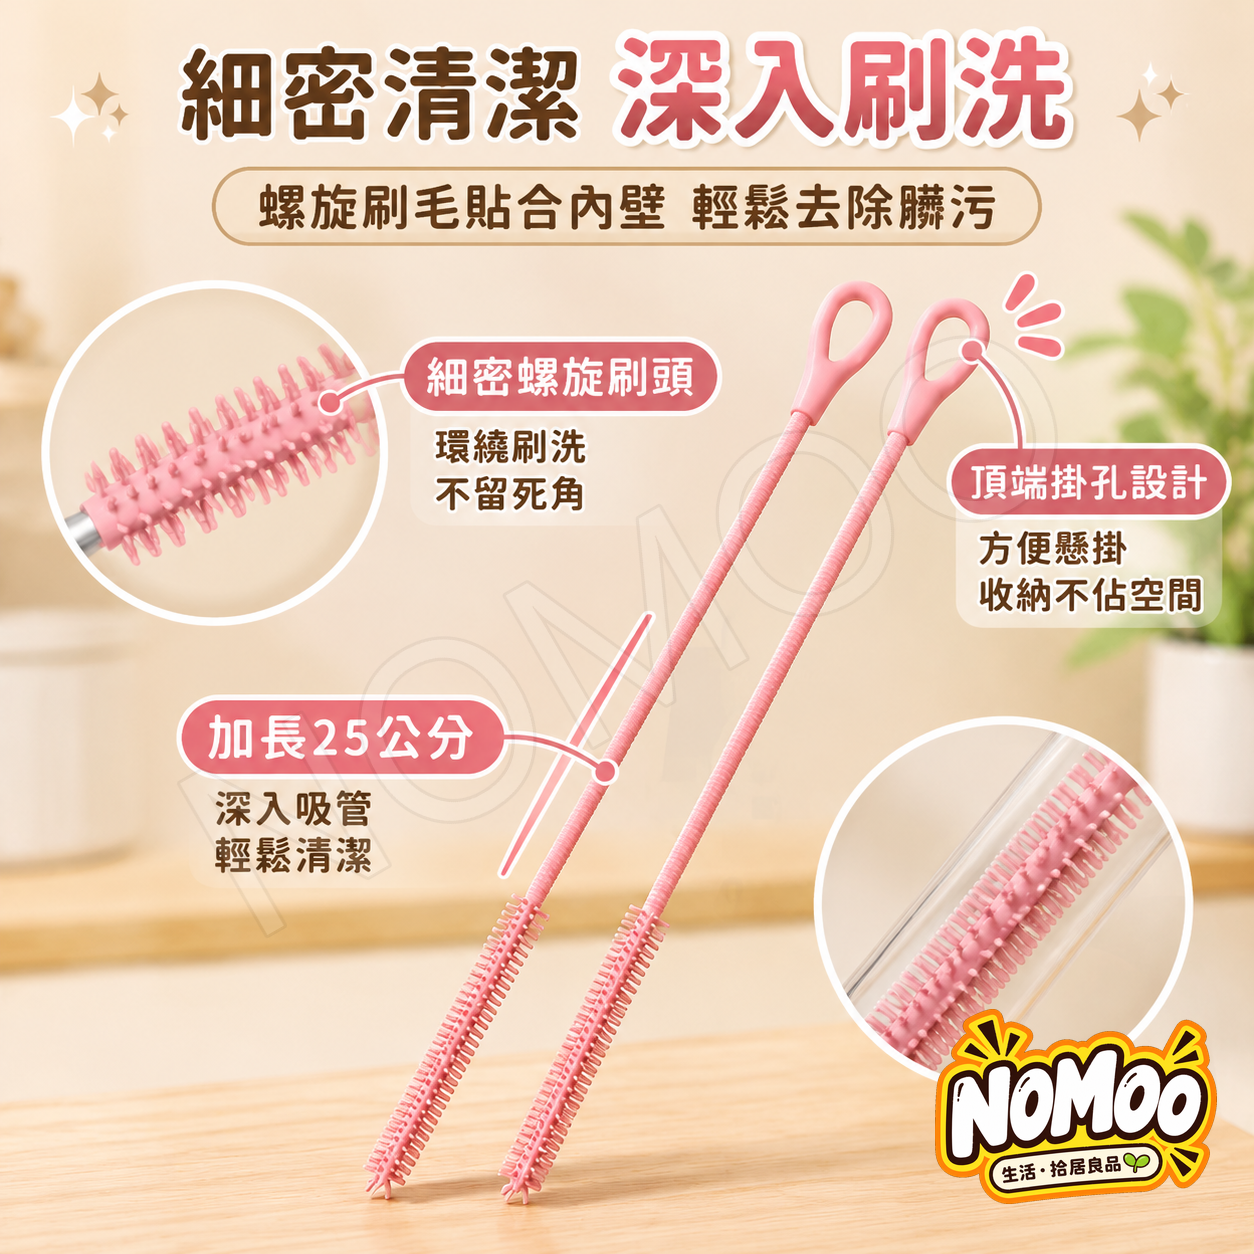 細密清潔 深入刷洗
螺旋刷毛貼合內壁 輕鬆去除髒污
細密螺旋刷頭
環繞刷洗
不留死角
頂端掛孔設計
方便懸掛
收納不佔空間
加長25公分
深入吸管
輕鬆清潔
NOMOO
NOMOO
生活·拾居良品